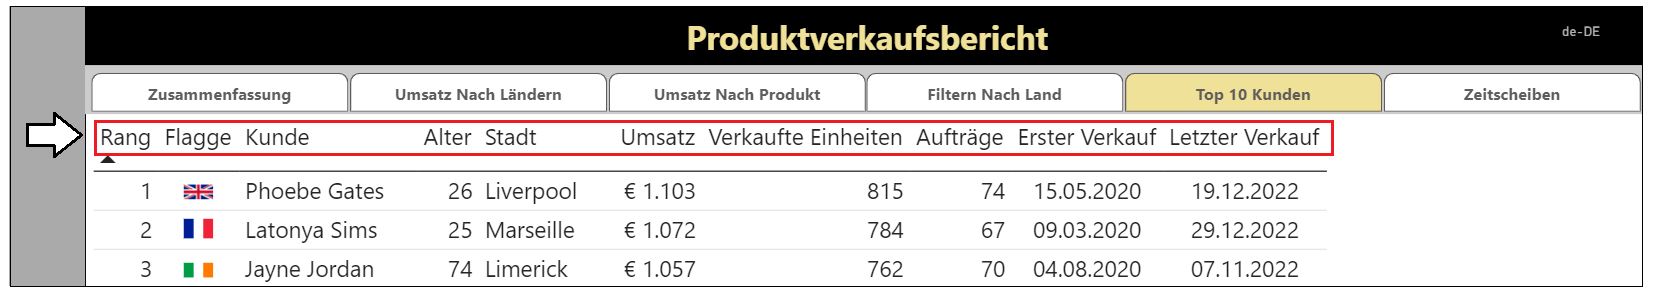 Produktverkaufsbericht
de-DE
Zusammenfassung Umsatz Nach Ländern Umsatz Nach Produkt Filtern Nach Land Top 10 Kunden Zeitscheiben
Rang Flagge Kunde Alter Stadt Umsatz Verkaufte Einheiten Aufträge Erster Verkauf Letzter Verkauf
1 Phoebe Gates 26 Liverpool € 1.103 815 74 15.05.2020 19.12.2022
2 Latonya Sims 25 Marseille € 1.072 784 67 09.03.2020 29.12.2022
3 Jayne Jordan 74 Limerick € 1.057 762 70 04.08.2020 07.11.2022